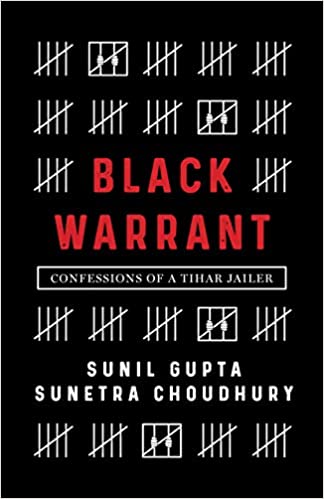 BLACK
WARRANT
CONFESSIONS OF A TIHAR JAILER
SUNIL GUPTA
SUNETRA CHOUDHURY